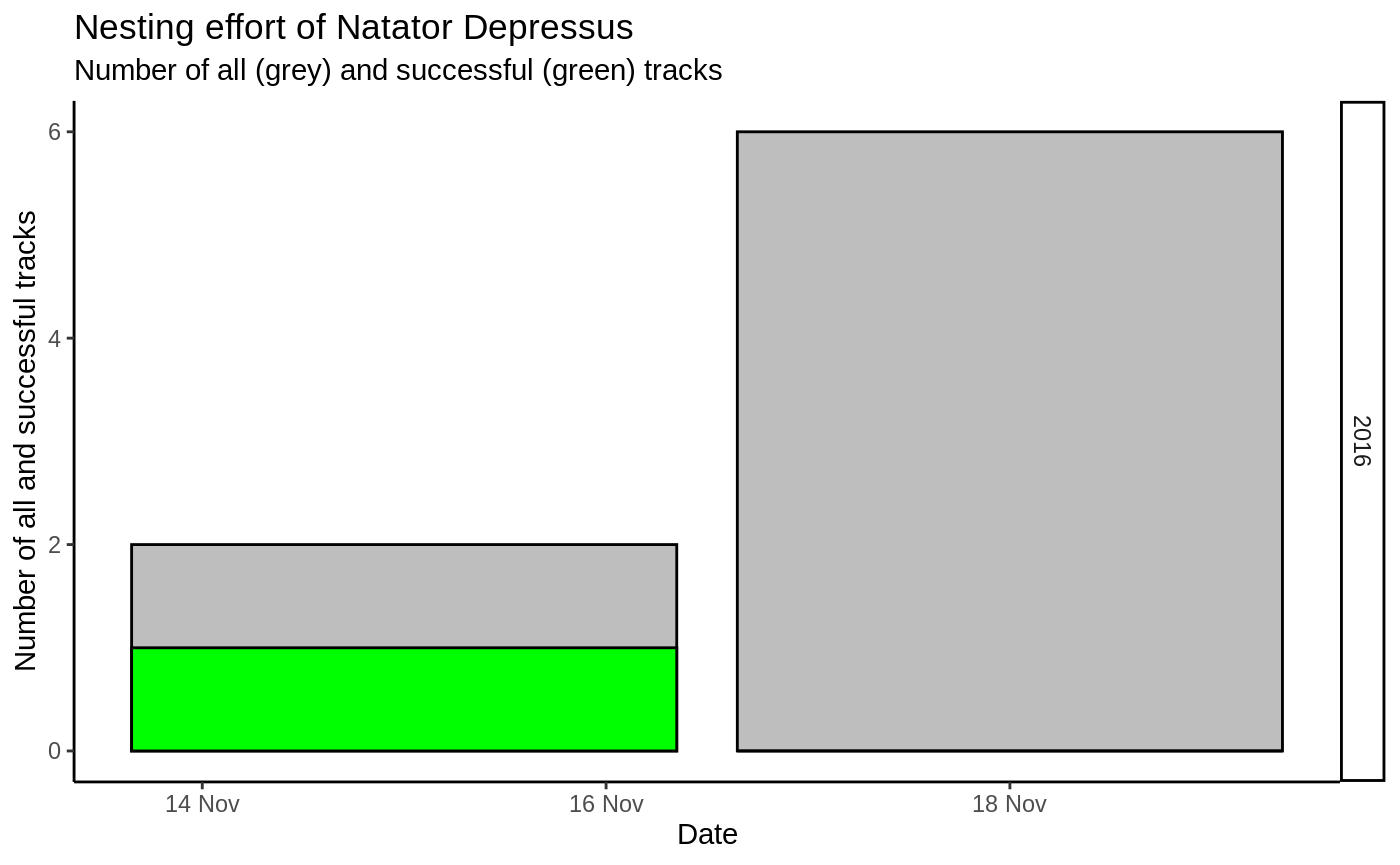 Nesting effort of Natator Depressus
Number of all (grey) and successful (green) tracks
Number of all and successful tracks
6
4
2
0
14 Nov
16 Nov
18 Nov
Date
2016